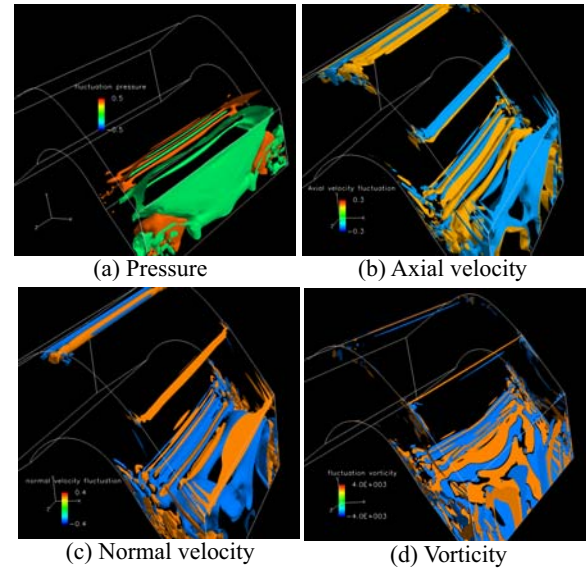 fluctuation pressure
0.5
-0.5
(a) Pressure
Axial velocity fluctuation
0.3
-0.3
(b) Axial velocity
normal velocity fluctuation
0.4
-0.4
(c) Normal velocity
fluctuation vorticity
4.0E+003
-4.0E+003
(d) Vorticity